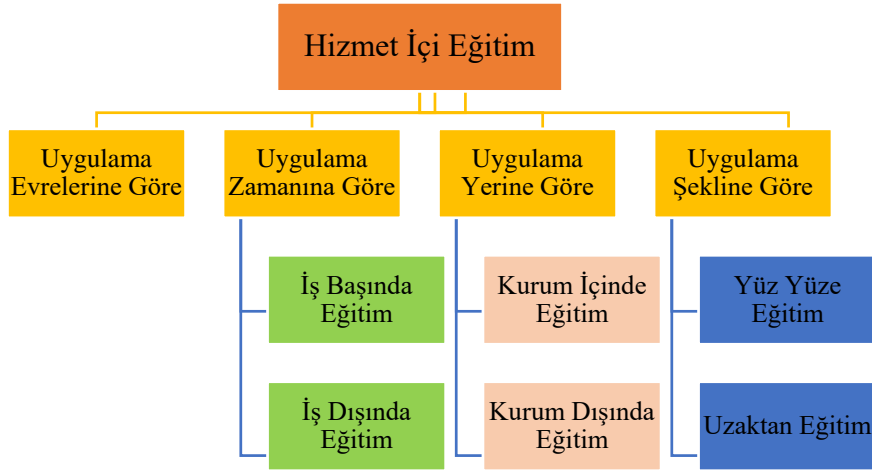 Hizmet İçi Eğitim
Uygulama
Evrelerine Göre
Uygulama
Zamanına Göre
Uygulama
Yerine Göre
Uygulama
Şekline Göre
İş Başında
Eğitim
Kurum İçinde
Eğitim
Yüz Yüze
Eğitim
İş Dışında
Eğitim
Kurum Dışında
Eğitim
Uzaktan Eğitim